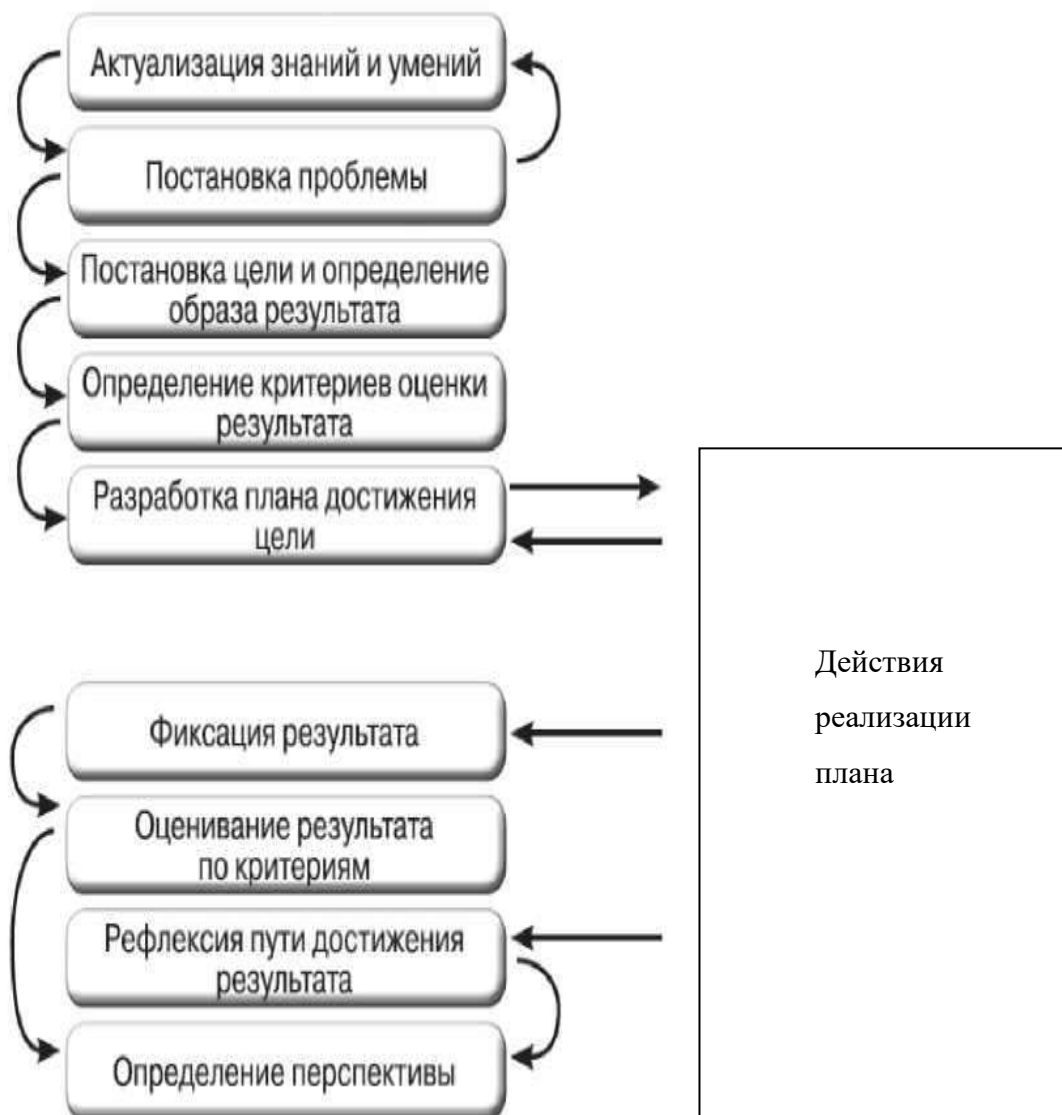 Актуализация знаний и умений
Постановка проблемы
Постановка цели и определение
образа результата
Определение критериев оценки
результата
Разработка плана достижения
цели
Действия
реализации
плана
Фиксация результата
Оценивание результата
по критериям
Рефлексия пути достижения
результата
Определение перспективы